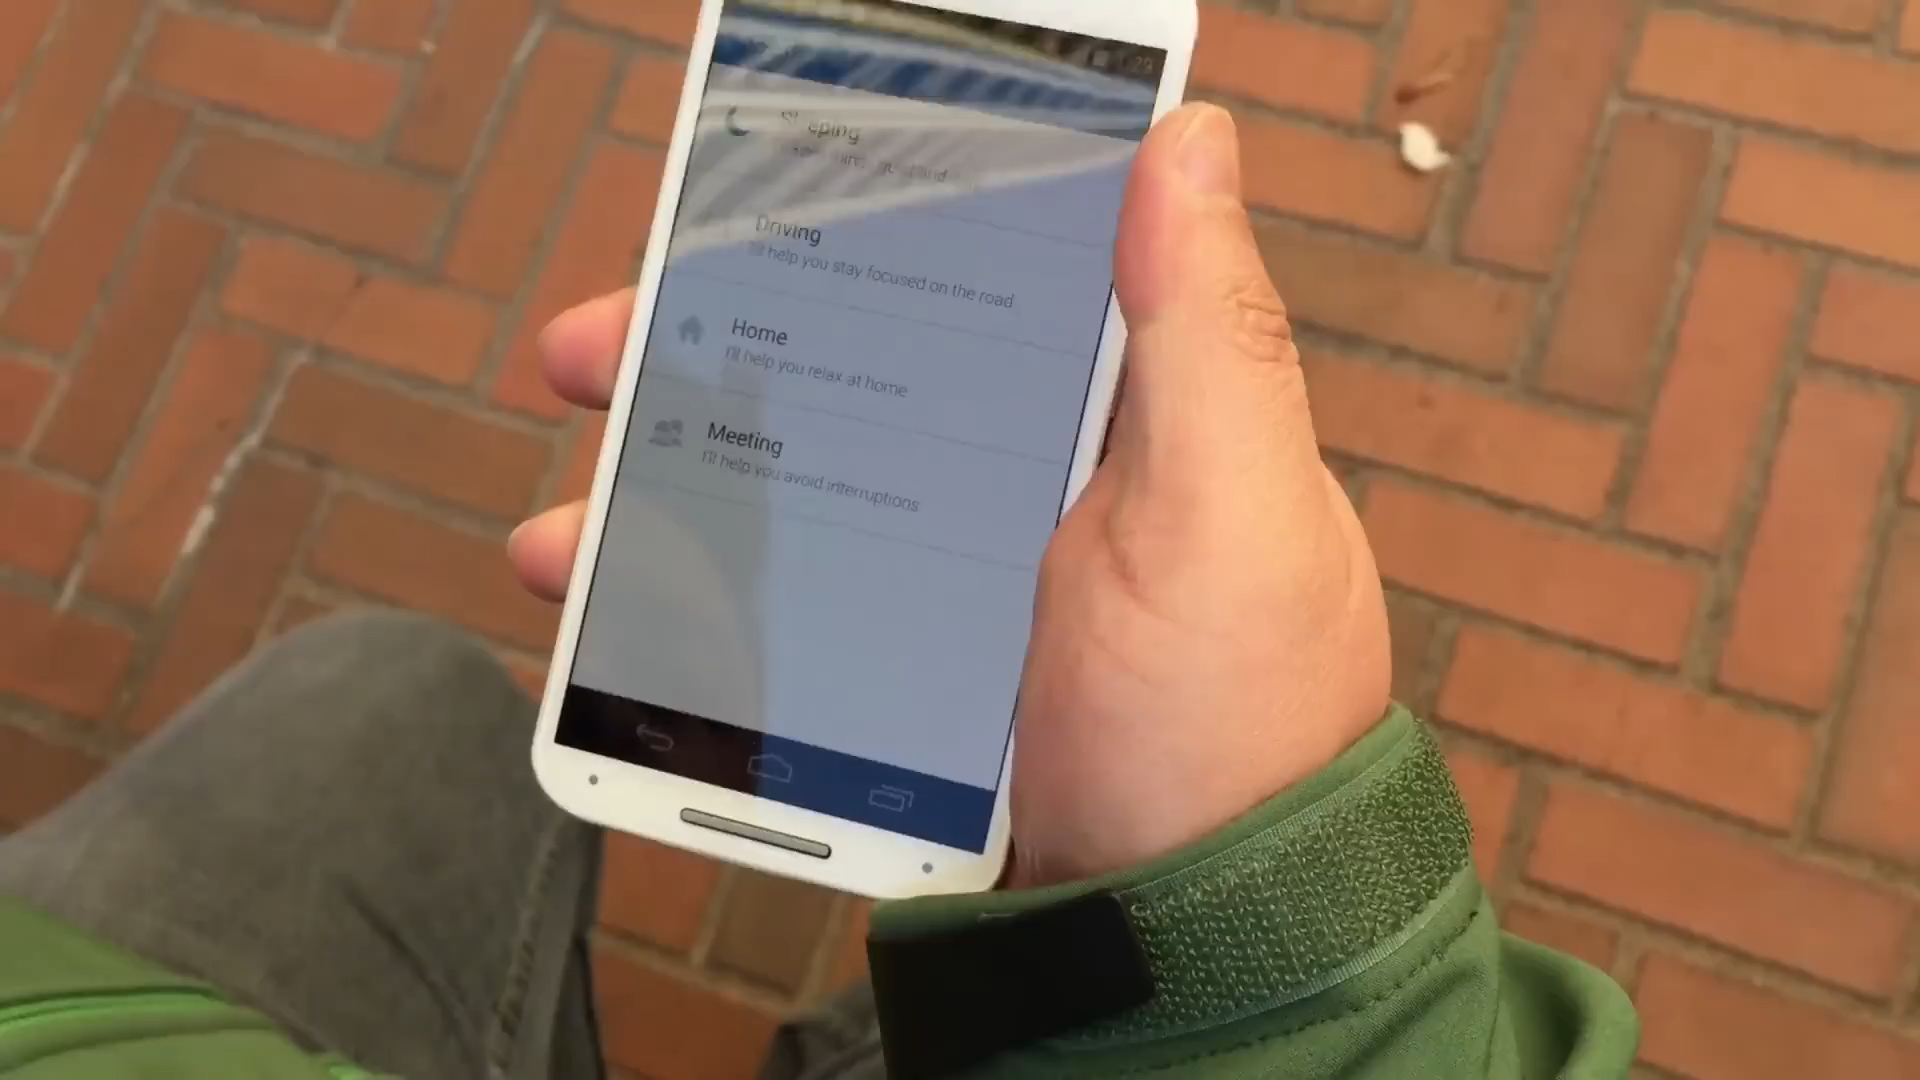 Driving
I'll help you stay focused on the road
Home
I'll help you relax at home
Meeting
I'll help you avoid interruptions